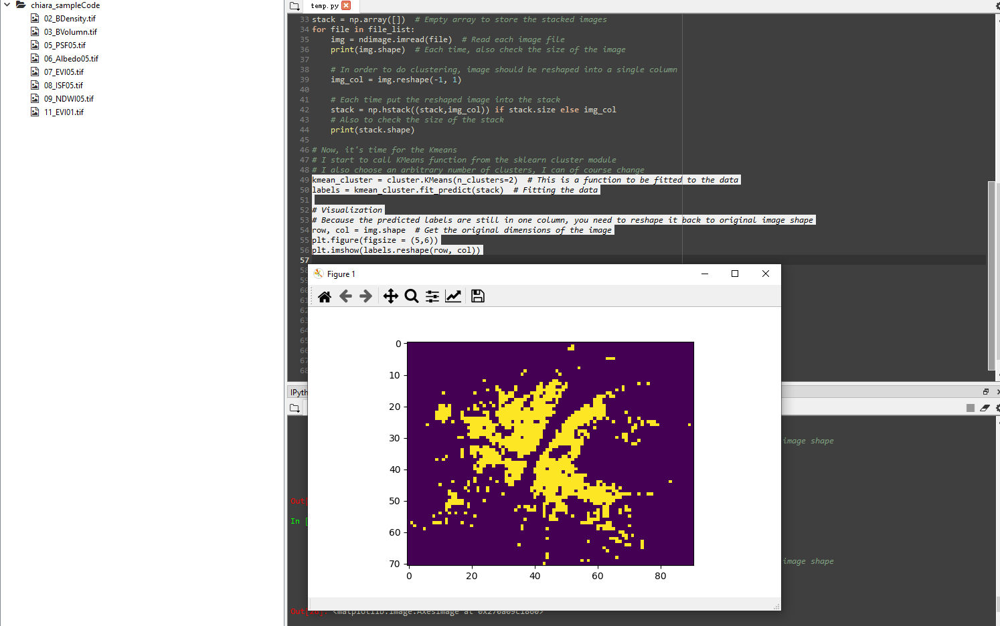 chiara_sampleCode
02_BDensity.tif
03_BVolumn.tif
05_PSF05.tif
06_Albedo05.tif
07_EVI05.tif
08_ISF05.tif
09_NDWI05.tif
11_EVI01.tif
temp.py
33 stack = np.array([])  # Empty array to store the stacked images
34 for file in file_list:
35     img = ndimage.imread(file)  # Read each image file
36     print(img.shape)  # Each time, also check the size of the image
37
38     # In order to do clustering, image should be reshaped into a single column
39     img_col = img.reshape(-1, 1)
40
41     # Each time put the reshaped image into the stack
42     stack = np.hstack((stack,img_col)) if stack.size else img_col
43     # Also to check the size of the stack
44     print(stack.shape)
45
46 # Now, it's time for the Kmeans
47 # I start to call KMeans function from the sklearn cluster module
48 # I also choose an arbitrary number of clusters, I can of course change
49 kmean_cluster = cluster.KMeans(n_clusters=2)  # This is a function to be fitted to the data
50 labels = kmean_cluster.fit_predict(stack)  # Fitting the data
51
52 # Visualization
53 # Because the predicted labels are still in one column, you need to reshape it back to original image shape
54 row, col = img.shape  # Get the original dimensions of the image
55 plt.figure(figsize = (5,6))
56 plt.imshow(labels.reshape(row, col))
57
58
59
60
61
62
63
64
65
66
67
68
Figure 1
0
10
20
30
40
50
60
70
0 20 40 60 80
IPyth
image shape
Out[
In [
image shape
<matplotlib.image.AxesImage at 0x270a09c1860>